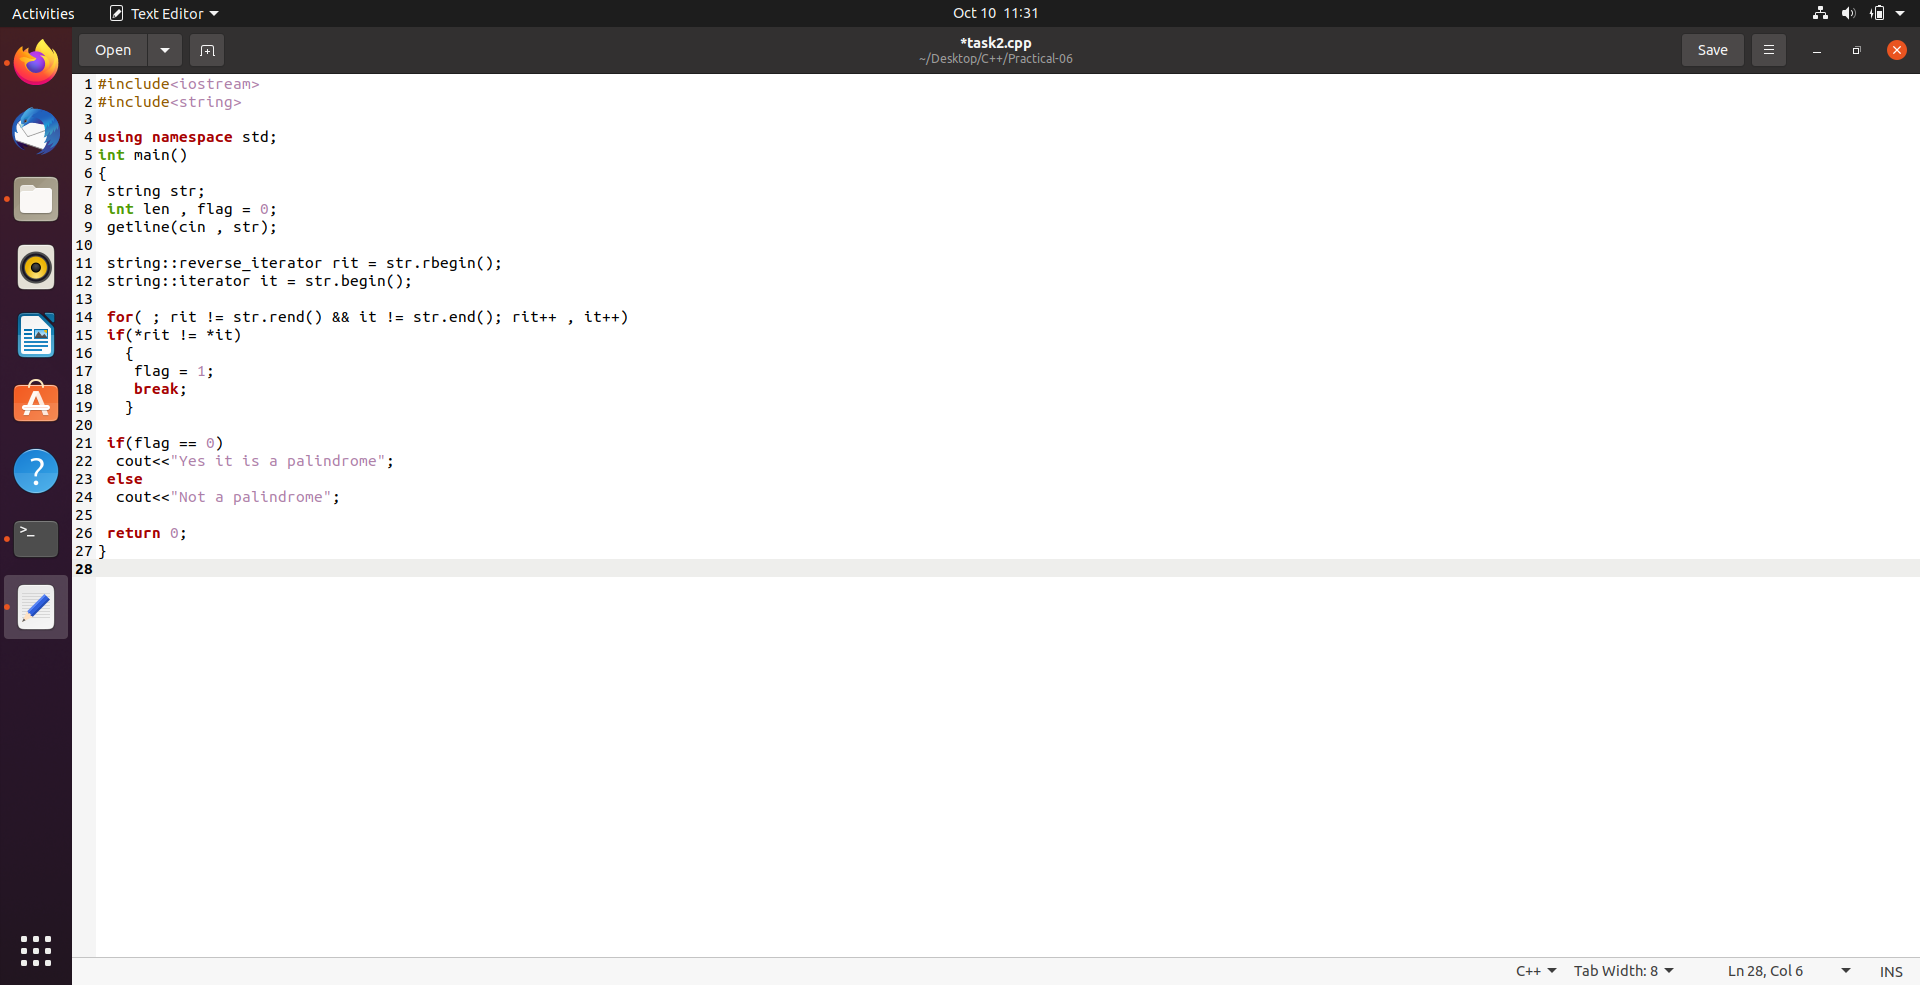 Activities Text Editor Oct 10 11:31
Open *task2.cpp Save
~/Desktop/C++/Practical-06
1 #include<iostream>
2 #include<string>
3
4 using namespace std;
5 int main()
6 {
7 string str;
8 int len , flag = 0;
9 getline(cin , str);
10
11 string::reverse_iterator rit = str.rbegin();
12 string::iterator it = str.begin();
13
14 for( ; rit != str.rend() && it != str.end(); rit++ , it++)
15 if(*rit != *it)
16 {
17 flag = 1;
18 break;
19 }
20
21 if(flag == 0)
22 cout<<"Yes it is a palindrome";
23 else
24 cout<<"Not a palindrome";
25
26 return 0;
27 }
28
C++ Tab Width: 8 Ln 28, Col 6 INS